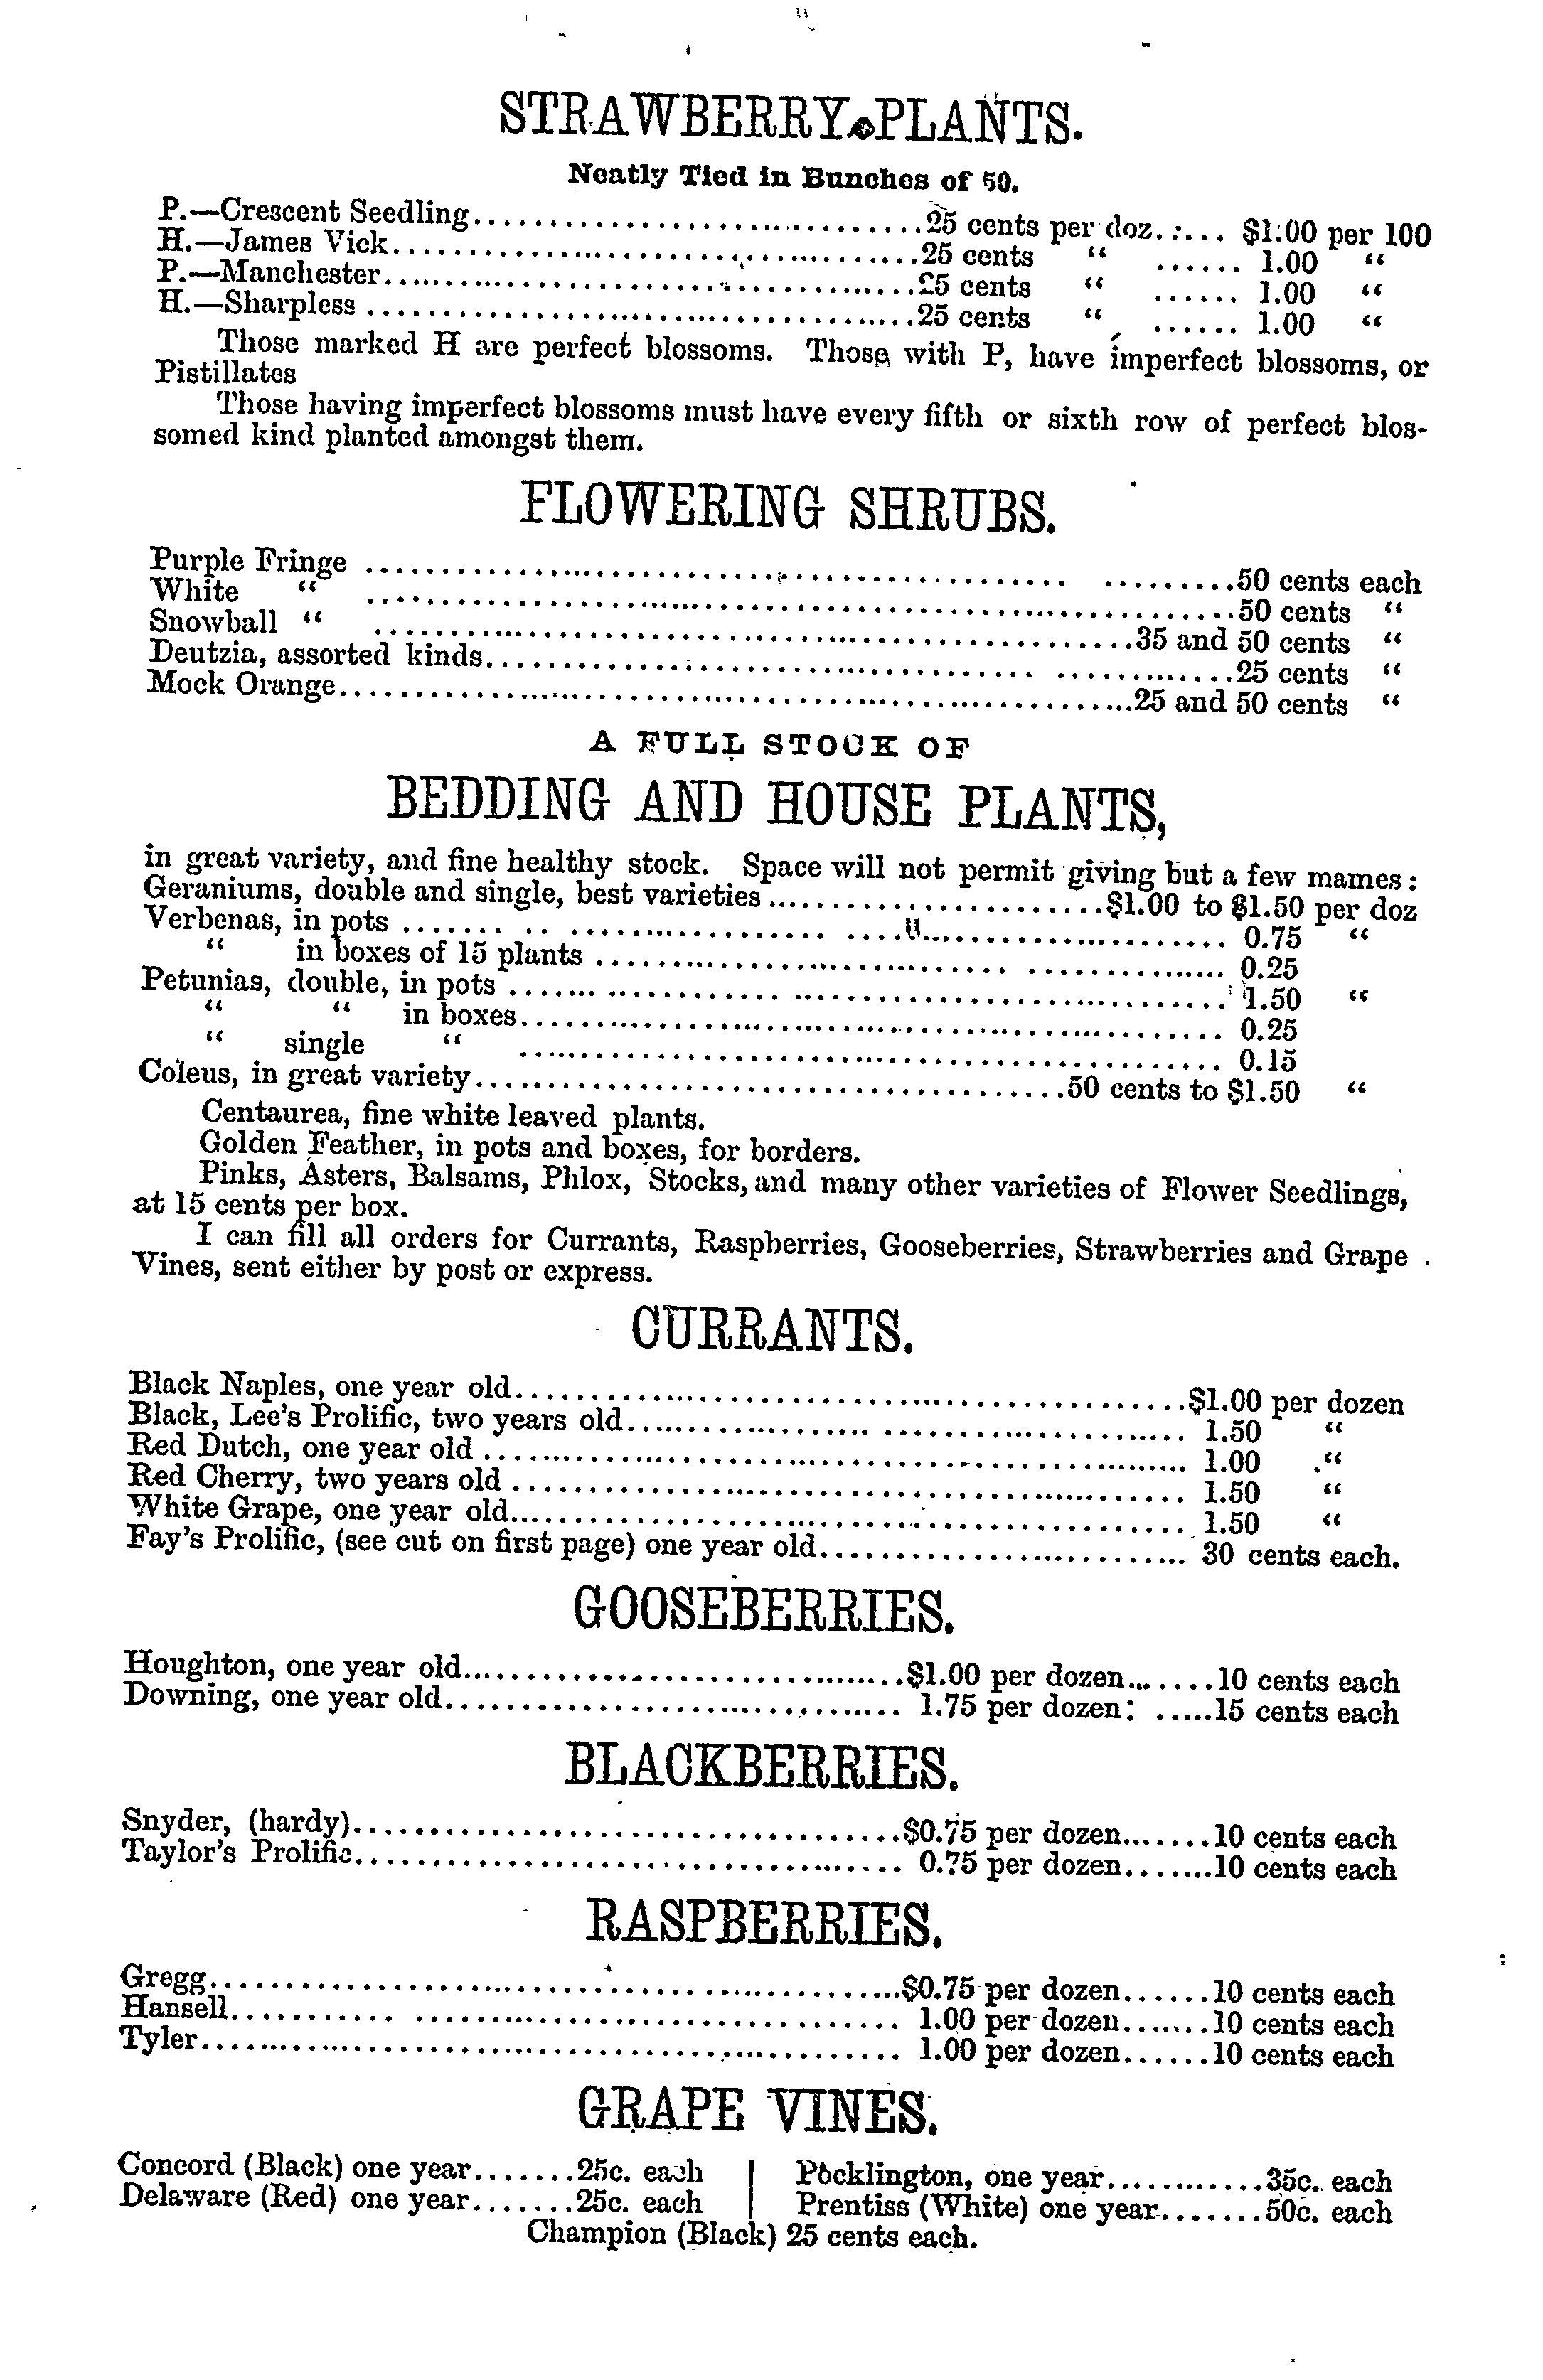 STRAWBERRY PLANTS.
Neatly Tied in Bunches of 50.
P.—Crescent Seedling..............................25 cents per doz...... $1.00 per 100
H.—James Vick..............................25 cents “ ...... 1.00 “
P.—Manchester..............................25 cents “ ...... 1.00 “
H.—Sharpless ..............................25 cents “ ...... 1.00 “
Those marked H are perfect blossoms. Those with P, have imperfect blossoms, or
Pistillates
Those having imperfect blossoms must have every fifth or sixth row of perfect blos-
somed kind planted amongst them.
FLOWERING SHRUBS.
Purple Fringe ..............................50 cents each
White “ ..............................50 cents “
Snowball “ ..............................35 and 50 cents “
Deutzia, assorted kinds..............................25 cents “
Mock Orange..............................25 and 50 cents “
A FULL STOCK OF
BEDDING AND HOUSE PLANTS,
in great variety, and fine healthy stock. Space will not permit giving but a few mames:
Geraniums, double and single, best varieties ....................$1.00 to $1.50 per doz
Verbenas, in pots .............................. 0.75 “
“ in boxes of 15 plants .............................. 0.25
Petunias, double, in pots .............................. 1.50 “
“ “ in boxes.............................. 0.25
“ single “ .............................. 0.15
Coleus, in great variety..............................50 cents to $1.50 “
Centaurea, fine white leaved plants.
Golden Feather, in pots and boxes, for borders.
Pinks, Asters, Balsams, Phlox, Stocks, and many other varieties of Flower Seedlings,
at 15 cents per box.
I can fill all orders for Currants, Raspberries, Gooseberries, Strawberries and Grape
Vines, sent either by post or express.
CURRANTS.
Black Naples, one year old..............................$1.00 per dozen
Black, Lee's Prolific, two years old.............................. 1.50 “
Red Dutch, one year old .............................. 1.00 “
Red Cherry, two years old .............................. 1.50 “
White Grape, one year old.............................. 1.50 “
Fay's Prolific, (see cut on first page) one year old.................... 30 cents each.
GOOSEBERRIES.
Houghton, one year old..............................$1.00 per dozen.......10 cents each
Downing, one year old.............................. 1.75 per dozen: .....15 cents each
BLACKBERRIES.
Snyder, (hardy)..............................$0.75 per dozen.......10 cents each
Taylor's Prolific.............................. 0.75 per dozen.......10 cents each
RASPBERRIES.
Gregg..............................$0.75 per dozen......10 cents each
Hansell.............................. 1.00 per dozen......10 cents each
Tyler.............................. 1.00 per dozen......10 cents each
GRAPE VINES.
Concord (Black) one year.......25c. each | Pocklington, one year............35c. each
Delaware (Red) one year.......25c. each | Prentiss (White) one year........50c. each
Champion (Black) 25 cents each.